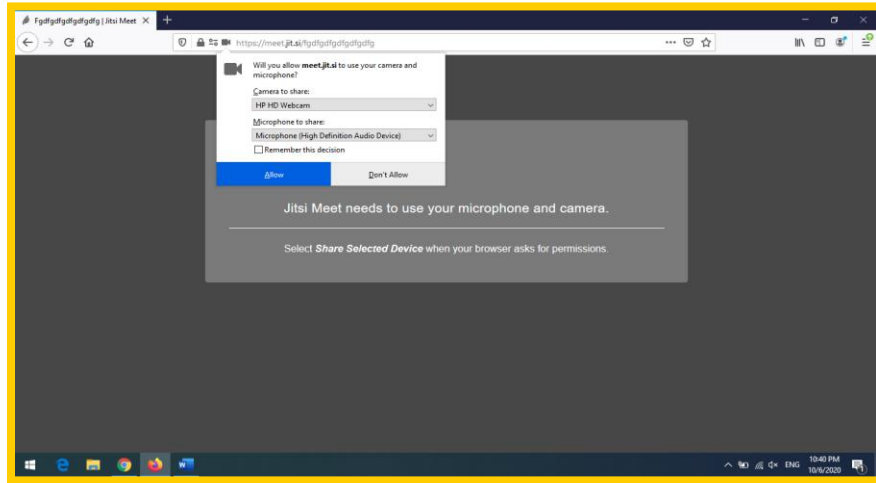 Fgdfgdfgdfgdfgdfg | Jitsi Meet
https://meet.jit.si/fgdfgdfgdfgdfgdfgdfg
Will you allow meet.jit.si to use your camera and
microphone?
Camera to share:
HP HD Webcam
Microphone to share:
Microphone (High Definition Audio Device)
Remember this decision
Allow
Don't Allow
Jitsi Meet needs to use your microphone and camera.
Select Share Selected Device when your browser asks for permissions.
ENG
10:40 PM
10/6/2020